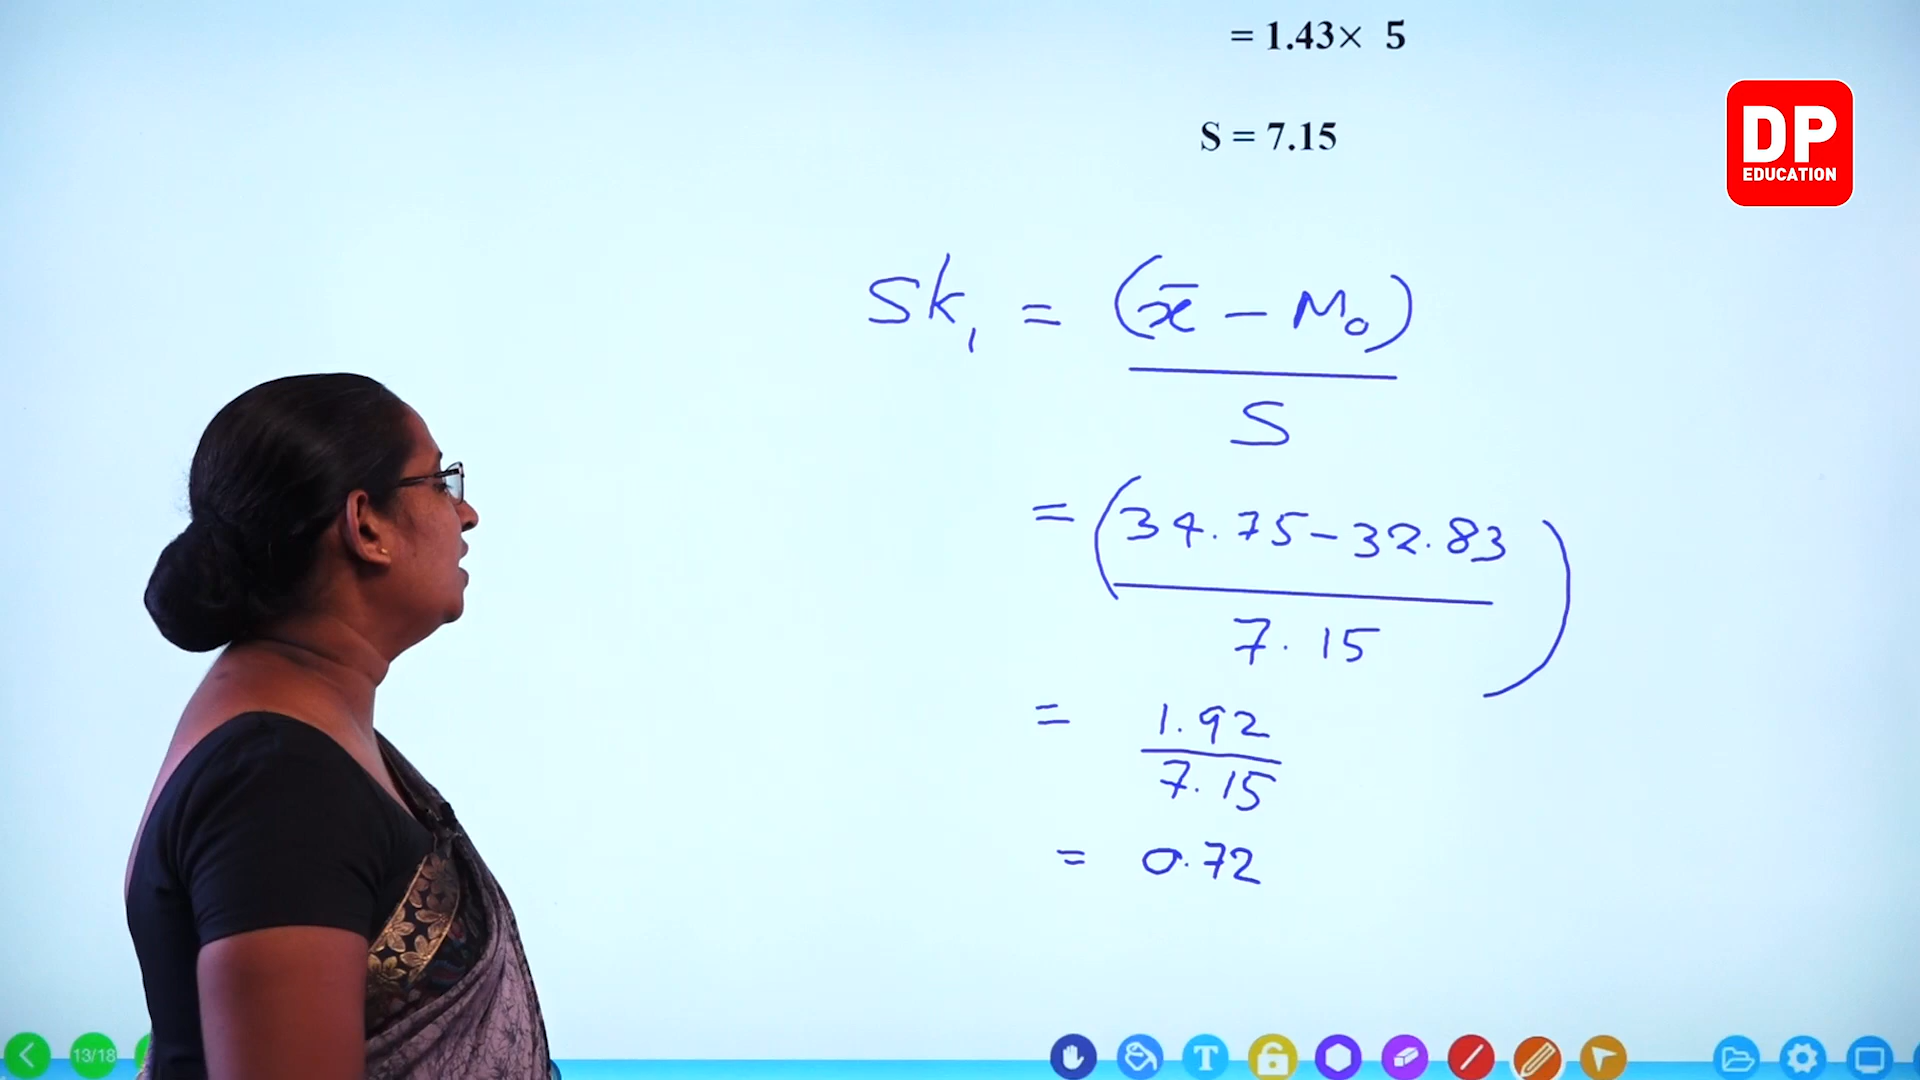 = 1.43× 5
S = 7.15
DP
EDUCATION
Sk₁ = (x̄ - M₀)
S
= (34.75-32.83)
7.15
= 1.92
7.15
= 0.72
13/18
T